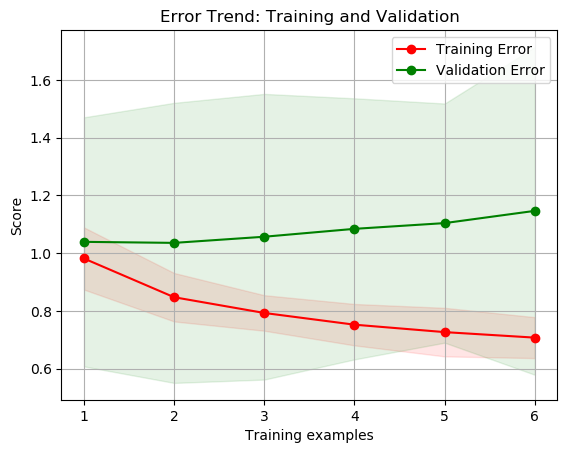 Error Trend: Training and Validation
Training Error
Validation Error
1.6
1.4
1.2
1.0
0.8
0.6
Score
1 2 3 4 5 6
Training examples